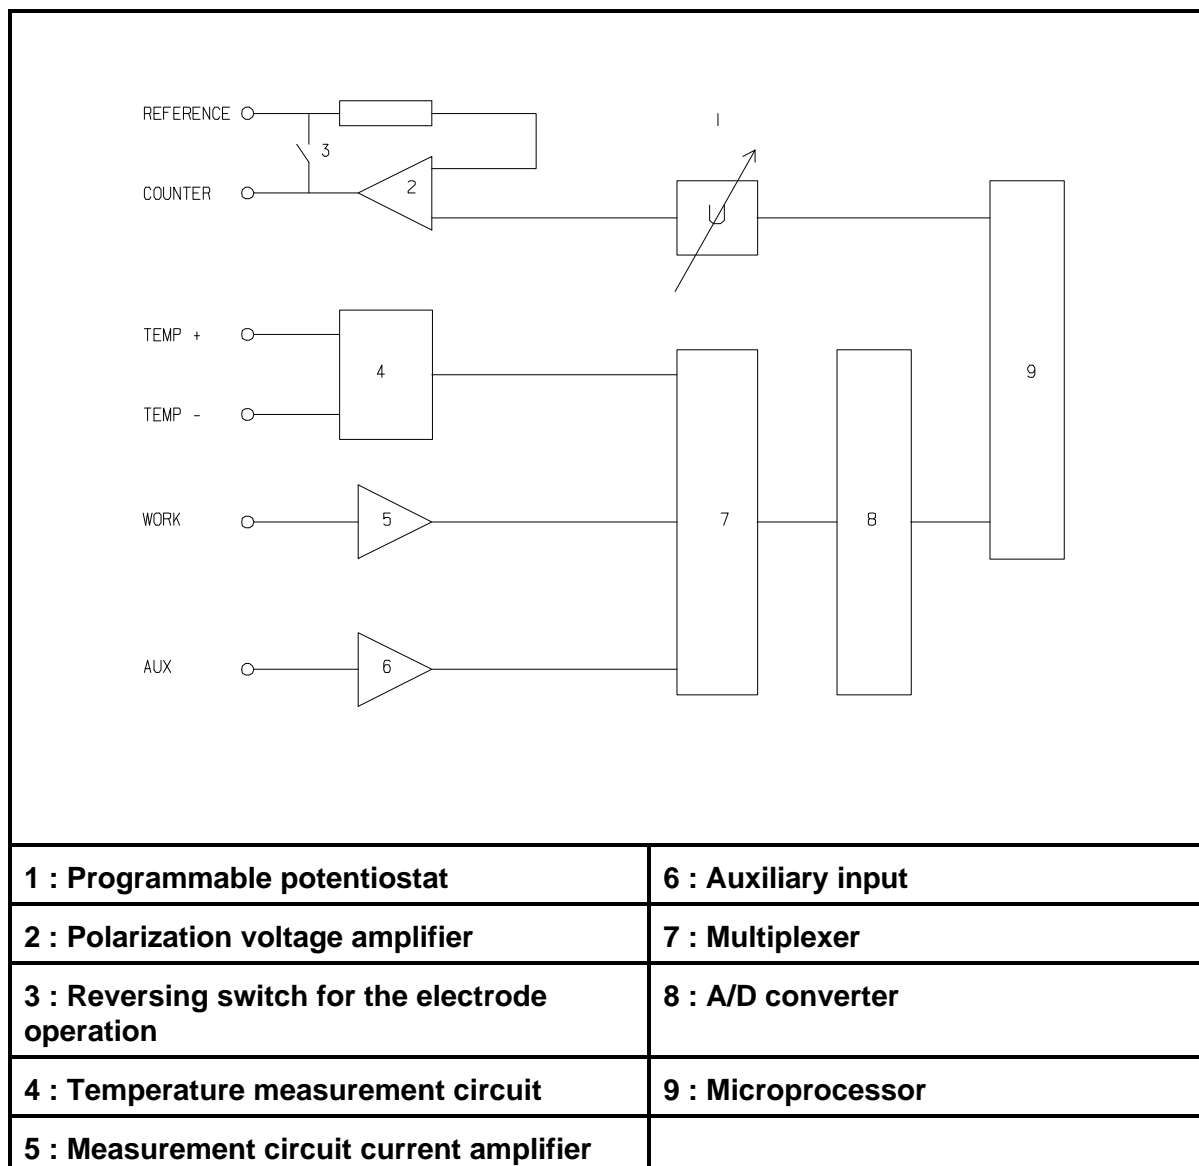 REFERENCE
3
COUNTER
2
1
U
TEMP +
4
TEMP -
9
WORK
5
7
8
AUX
6
1 : Programmable potentiostat
6 : Auxiliary input
2 : Polarization voltage amplifier
7 : Multiplexer
3 : Reversing switch for the electrode
operation
8 : A/D converter
4 : Temperature measurement circuit
9 : Microprocessor
5 : Measurement circuit current amplifier